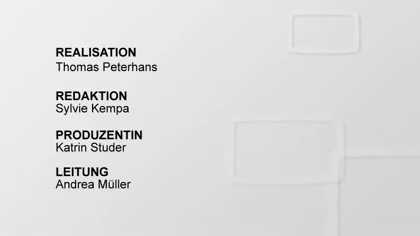 REALISATION
Thomas Peterhans
REDAKTION
Sylvie Kempa
PRODUZENTIN
Katrin Studer
LEITUNG
Andrea Müller